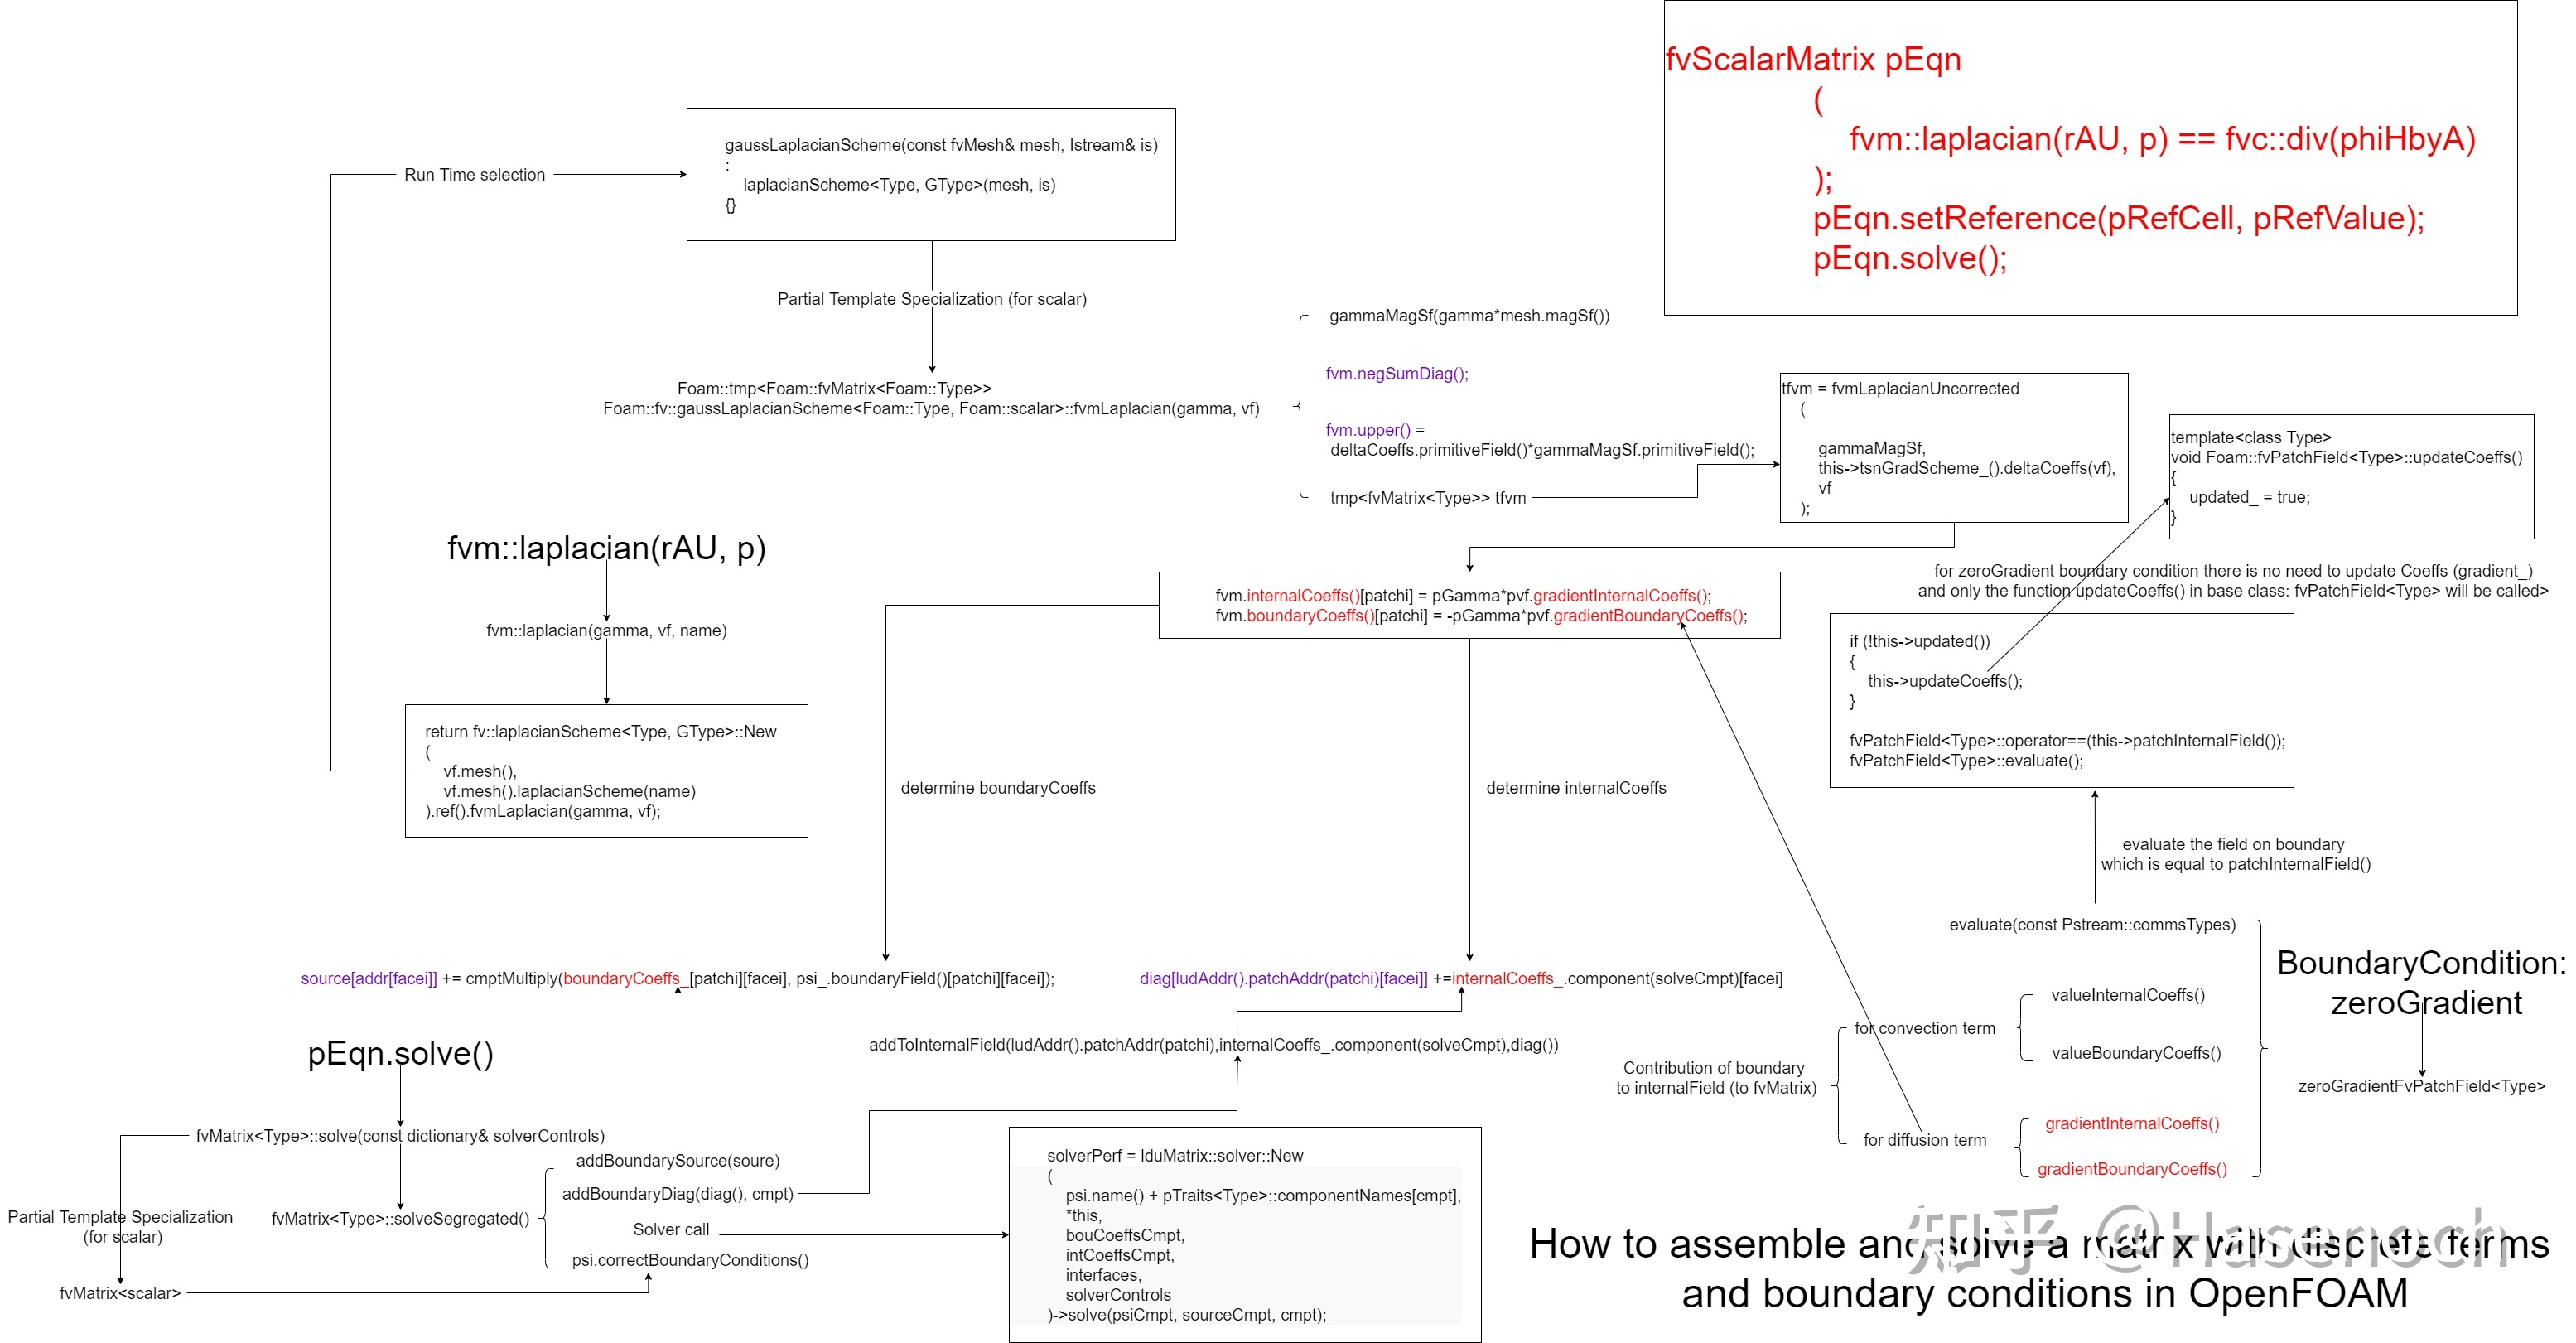 fvScalarMatrix pEqn
(
fvm::laplacian(rAU, p) == fvc::div(phiHbyA)
);
pEqn.setReference(pRefCell, pRefValue);
pEqn.solve();
gaussLaplacianScheme(const fvMesh& mesh, Istream& is)
:
laplacianScheme<Type, GType>(mesh, is)
{}
Run Time selection
Partial Template Specialization (for scalar)
Foam::tmp<Foam::fvMatrix<Foam::Type>>
Foam::fv::gaussLaplacianScheme<Foam::Type, Foam::scalar>::fvmLaplacian(gamma, vf)
gammaMagSf(gamma*mesh.magSf())
fvm.negSumDiag();
fvm.upper() =
deltaCoeffs.primitiveField()*gammaMagSf.primitiveField();
tmp<fvMatrix<Type>> tfvm
tfvm = fvmLaplacianUncorrected
(
gammaMagSf,
this->tsnGradScheme_().deltaCoeffs(vf),
vf
);
template<class Type>
void Foam::fvPatchField<Type>::updateCoeffs()
{
updated_ = true;
}
for zeroGradient boundary condition there is no need to update Coeffs (gradient_)
and only the function updateCoeffs() in base class: fvPatchField<Type> will be called>
fvm::laplacian(rAU, p)
fvm::laplacian(gamma, vf, name)
return fv::laplacianScheme<Type, GType>::New
(
vf.mesh(),
vf.mesh().laplacianScheme(name)
).ref().fvmLaplacian(gamma, vf);
fvm.internalCoeffs()[patchi] = pGamma*pvf.gradientInternalCoeffs();
fvm.boundaryCoeffs()[patchi] = -pGamma*pvf.gradientBoundaryCoeffs();
if (!this->updated())
{
this->updateCoeffs();
}
fvPatchField<Type>::operator==(this->patchInternalField());
fvPatchField<Type>::evaluate();
determine boundaryCoeffs
determine internalCoeffs
evaluate the field on boundary
which is equal to patchInternalField()
evaluate(const Pstream::commsTypes)
BoundaryCondition:
zeroGradient
zeroGradientFvPatchField<Type>
source[addr[facei]] += cmptMultiply(boundaryCoeffs_[patchi][facei], psi_.boundaryField()[patchi][facei]);
diag[ludAddr().patchAddr(patchi)[facei]] +=internalCoeffs_.component(solveCmpt)[facei]
addToInternalField(ludAddr().patchAddr(patchi),internalCoeffs_.component(solveCmpt),diag())
valueInternalCoeffs()
for convection term
valueBoundaryCoeffs()
Contribution of boundary
to internalField (to fvMatrix)
gradientInternalCoeffs()
for diffusion term
gradientBoundaryCoeffs()
pEqn.solve()
fvMatrix<Type>::solve(const dictionary& solverControls)
Partial Template Specialization
(for scalar)
fvMatrix<scalar>
fvMatrix<Type>::solveSegregated()
addBoundarySource(soure)
addBoundaryDiag(diag(), cmpt)
Solver call
psi.correctBoundaryConditions()
solverPerf = lduMatrix::solver::New
(
psi.name() + pTraits<Type>::componentNames[cmpt],
*this,
bouCoeffsCmpt,
intCoeffsCmpt,
interfaces,
solverControls
)->solve(psiCmpt, sourceCmpt, cmpt);
How to assemble and solve a matrix with discrete terms
and boundary conditions in OpenFOAM
知乎 @Hasenoch